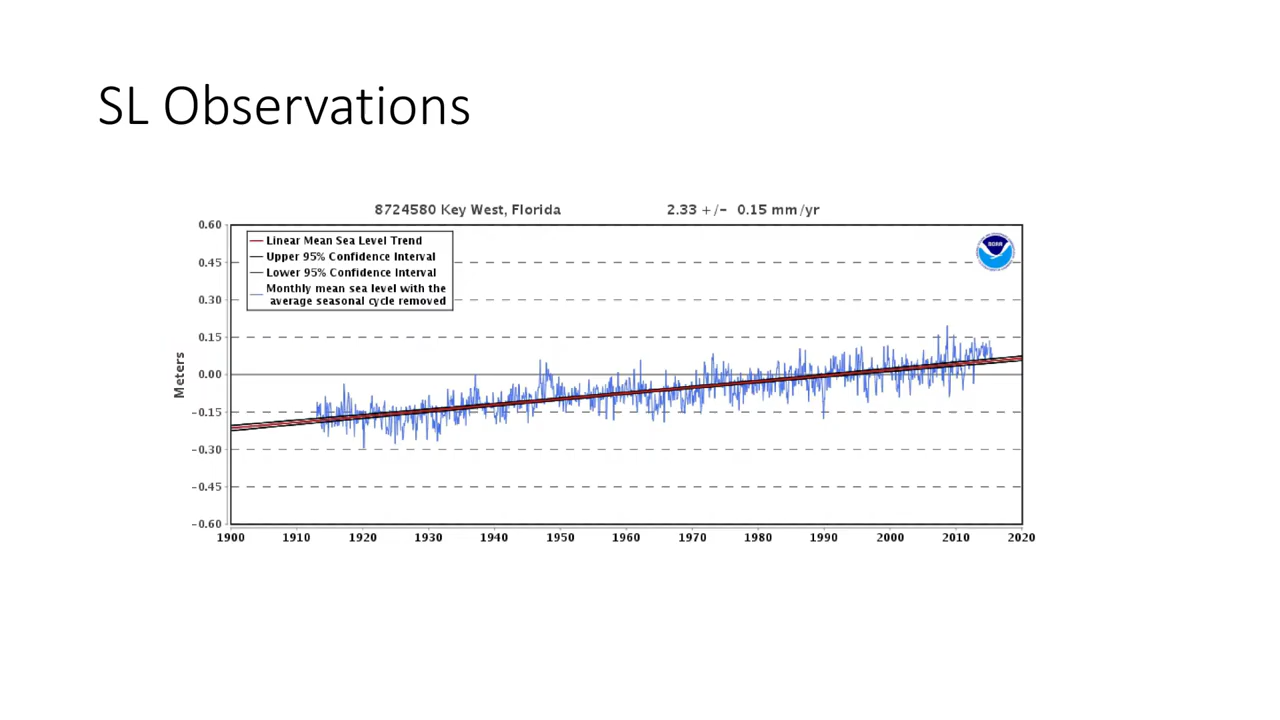 SL Observations
8724580 Key West, Florida 2.33 +/- 0.15 mm/yr
Linear Mean Sea Level Trend
Upper 95% Confidence Interval
Lower 95% Confidence Interval
Monthly mean sea level with the
average seasonal cycle removed
NOAA
Meters
0.60
0.45
0.30
0.15
0.00
-0.15
-0.30
-0.45
-0.60
1900 1910 1920 1930 1940 1950 1960 1970 1980 1990 2000 2010 2020